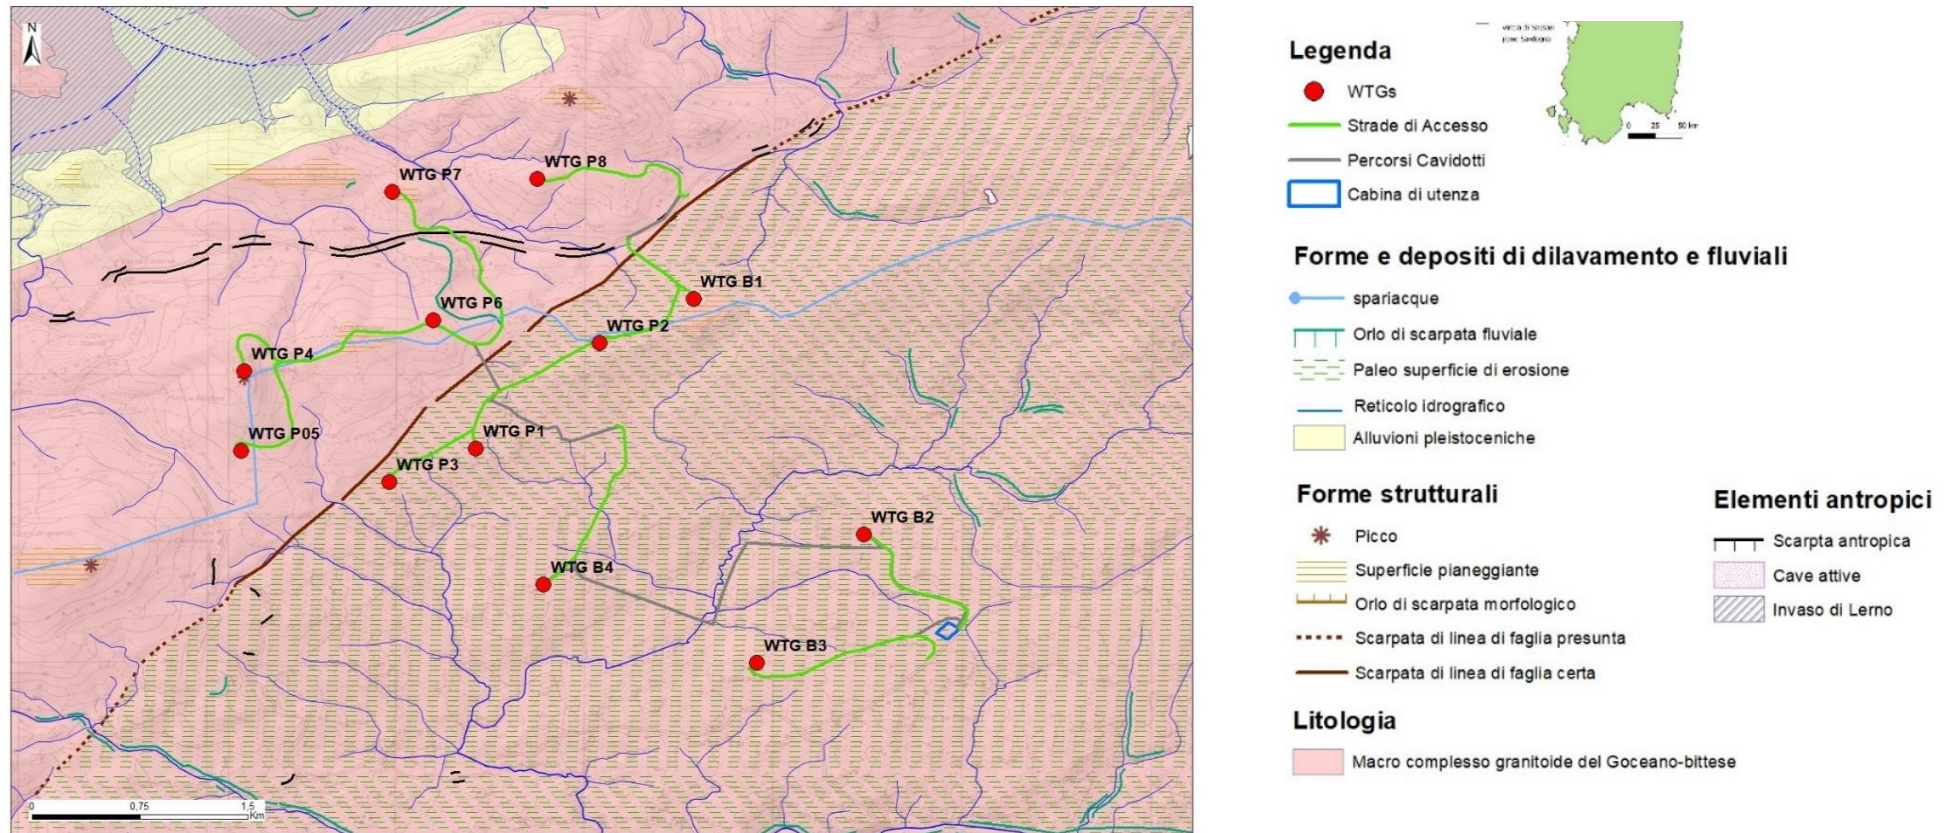 N
WTG P8
WTG P7
WTG B1
WTG P6
WTG P2
WTG P4
WTG P05
WTG P1
WTG P3
WTG B2
WTG B4
WTG B3
0 0,75 1,5
Km
Legenda
WTGs
Strade di Accesso
Percorsi Cavidotti
Cabina di utenza
0 25 50 km
Forme e depositi di dilavamento e fluviali
spariacque
Orlo di scarpata fluviale
Paleo superficie di erosione
Reticolo idrografico
Alluvioni pleistoceniche
Forme strutturali
Picco
Superficie pianeggiante
Orlo di scarpata morfologico
Scarpata di linea di faglia presunta
Scarpata di linea di faglia certa
Elementi antropici
Scarpta antropica
Cave attive
Invaso di Lerno
Litologia
Macro complesso granitoide del Goceano-bittese